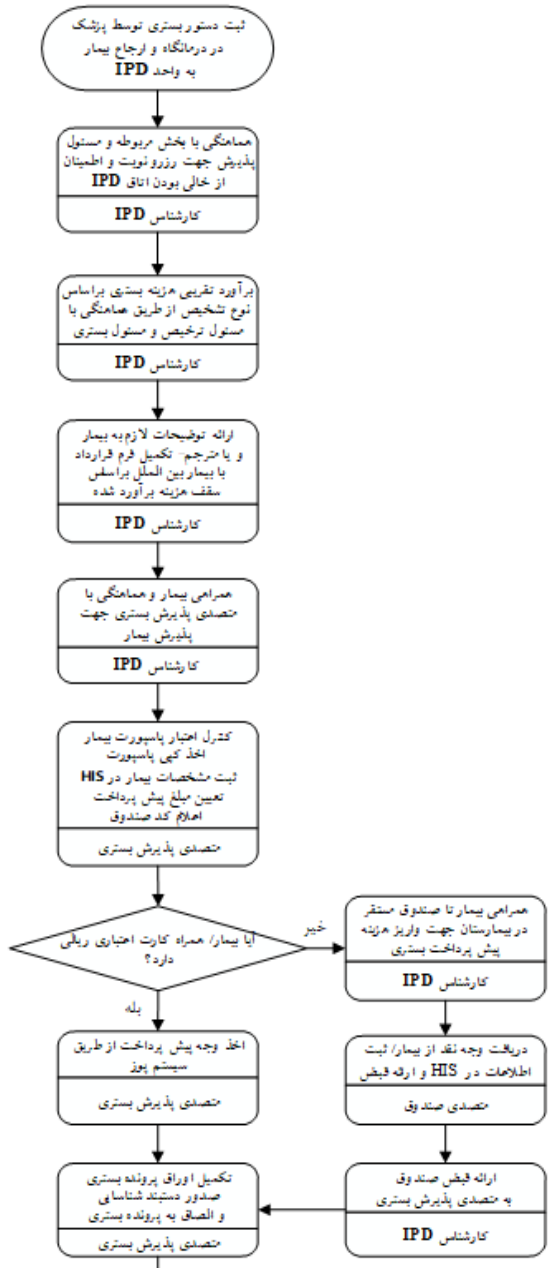 ثبت دستور بستری توسط پزشک
در درمانگاه و ارجاع بیمار
به واحد IPD
هماهنگی با بخش مربوطه و مسئول
پذیرش جهت رزرو نوبت و اطمینان
از خالی بودن اتاق IPD
کارشناس IPD
برآورد تقریبی هزینه بستری براساس
نوع تشخیص از طریق هماهنگی با
مسئول ترخیص و مسئول بستری
کارشناس IPD
ارائه توضیحات لازم به بیمار
و یا مترجم- تکمیل فرم قرارداد
با بیمار بین الملل براساس
سقف هزینه برآورد شده
کارشناس IPD
همراهی بیمار و هماهنگی با
متصدی پذیرش بستری جهت
پذیرش بیمار
کارشناس IPD
کنترل اعتبار پاسپورت بیمار
اخذ کپی پاسپورت
ثبت مشخصات بیمار در HIS
تعیین مبلغ پیش پرداخت
اعلام کد صندوق
متصدی پذیرش بستری
آیا بیمار/ همراه کارت اعتباری ریالی
دارد؟
خیر
همراهی بیمار تا صندوق مستقر
در بیمارستان جهت واریز هزینه
پیش پرداخت بستری
کارشناس IPD
بله
اخذ وجه پیش پرداخت از طریق
سیستم پوز
متصدی پذیرش بستری
دریافت وجه نقد از بیمار/ ثبت
اطلاعات در HIS و ارائه قبض
متصدی صندوق
ارائه قبض صندوق
به متصدی پذیرش بستری
کارشناس IPD
تکمیل اوراق پرونده بستری
صدور دستبند شناسایی
و الصاق به پرونده بستری
متصدی پذیرش بستری